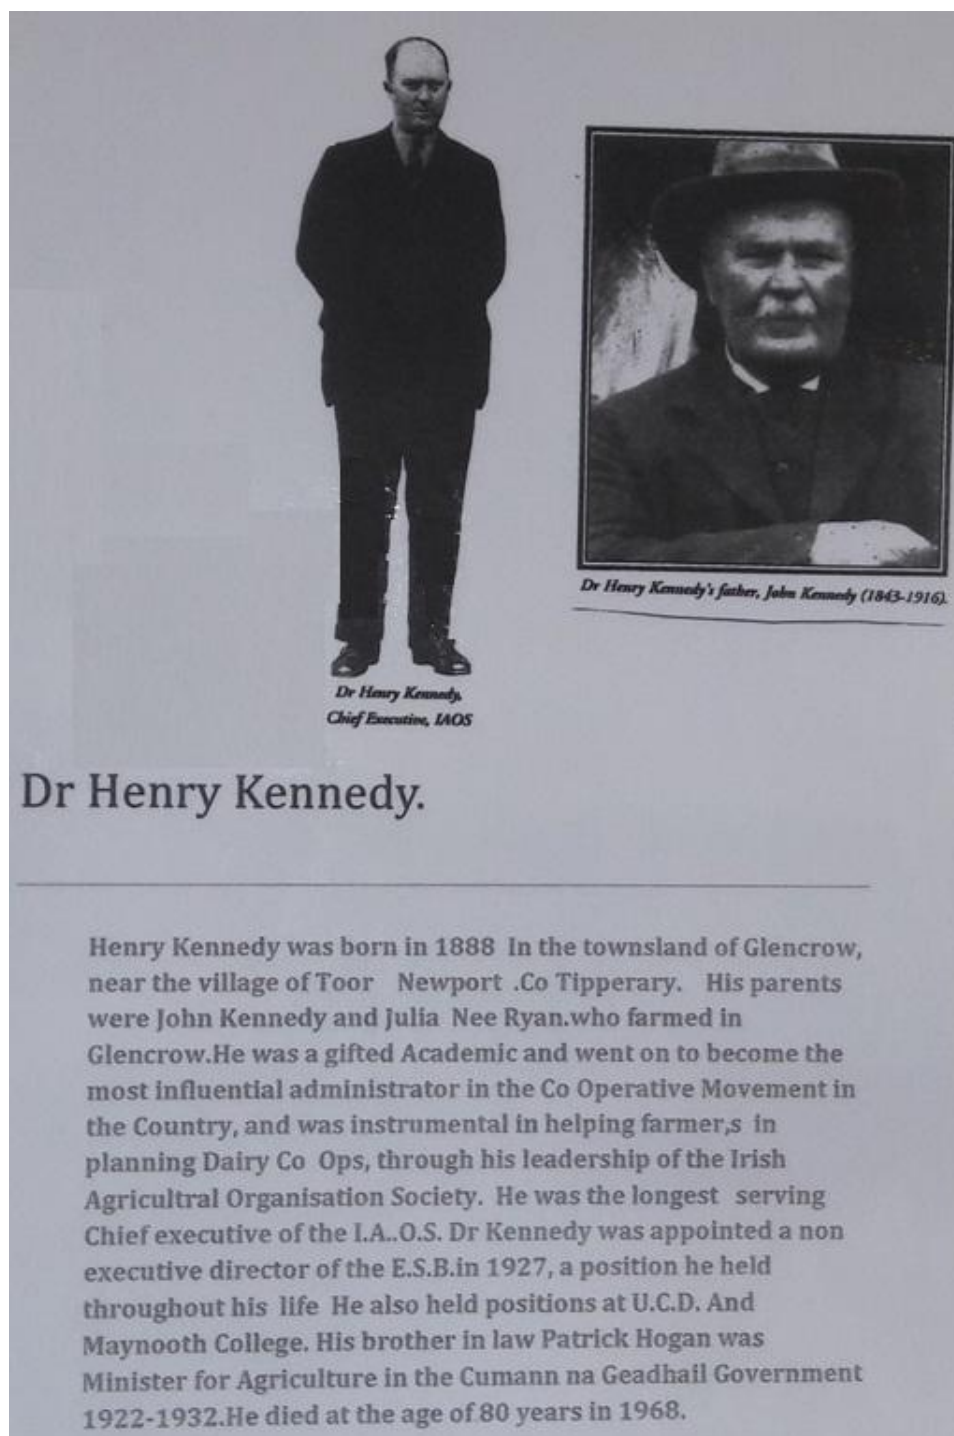 Dr Henry Kennedy's father, John Kennedy (1843-1916).
Dr Henry Kennedy,
Chief Executive, IAOS
Dr Henry Kennedy.
Henry Kennedy was born in 1888 In the townsland of Glencrow,
near the village of Toor Newport .Co Tipperary. His parents
were John Kennedy and Julia Nee Ryan.who farmed in
Glencrow.He was a gifted Academic and went on to become the
most influential administrator in the Co Operative Movement in
the Country, and was instrumental in helping farmer,s in
planning Dairy Co Ops, through his leadership of the Irish
Agricultral Organisation Society. He was the longest serving
Chief executive of the I.A..O.S. Dr Kennedy was appointed a non
executive director of the E.S.B.in 1927, a position he held
throughout his life He also held positions at U.C.D. And
Maynooth College. His brother in law Patrick Hogan was
Minister for Agriculture in the Cumann na Geadhail Government
1922-1932.He died at the age of 80 years in 1968.